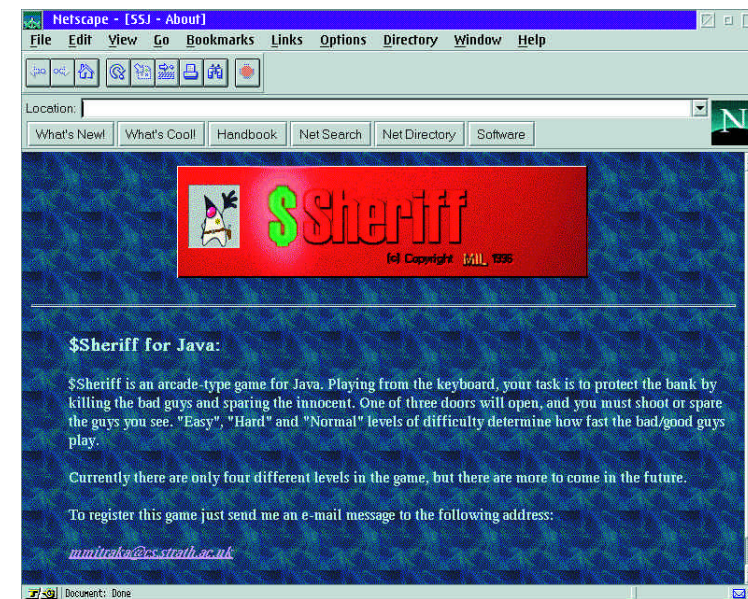 Netscape - [SSJ - About]
File Edit View Go Bookmarks Links Options Directory Window Help
Location:
N
What's New! What's Cool! Handbook Net Search Net Directory Software
$Sheriff
(c) Copyright MIL 1996
$Sheriff for Java:
$Sheriff is an arcade-type game for Java. Playing from the keyboard, your task is to protect the bank by
killing the bad guys and sparing the innocent. One of three doors will open, and you must shoot or spare
the guys you see. "Easy", "Hard" and "Normal" levels of difficulty determine how fast the bad/good guys
play.
Currently there are only four different levels in the game, but there are more to come in the future.
To register this game just send me an e-mail message to the following address:
mmitraka@cs.strath.ac.uk
Document: Done